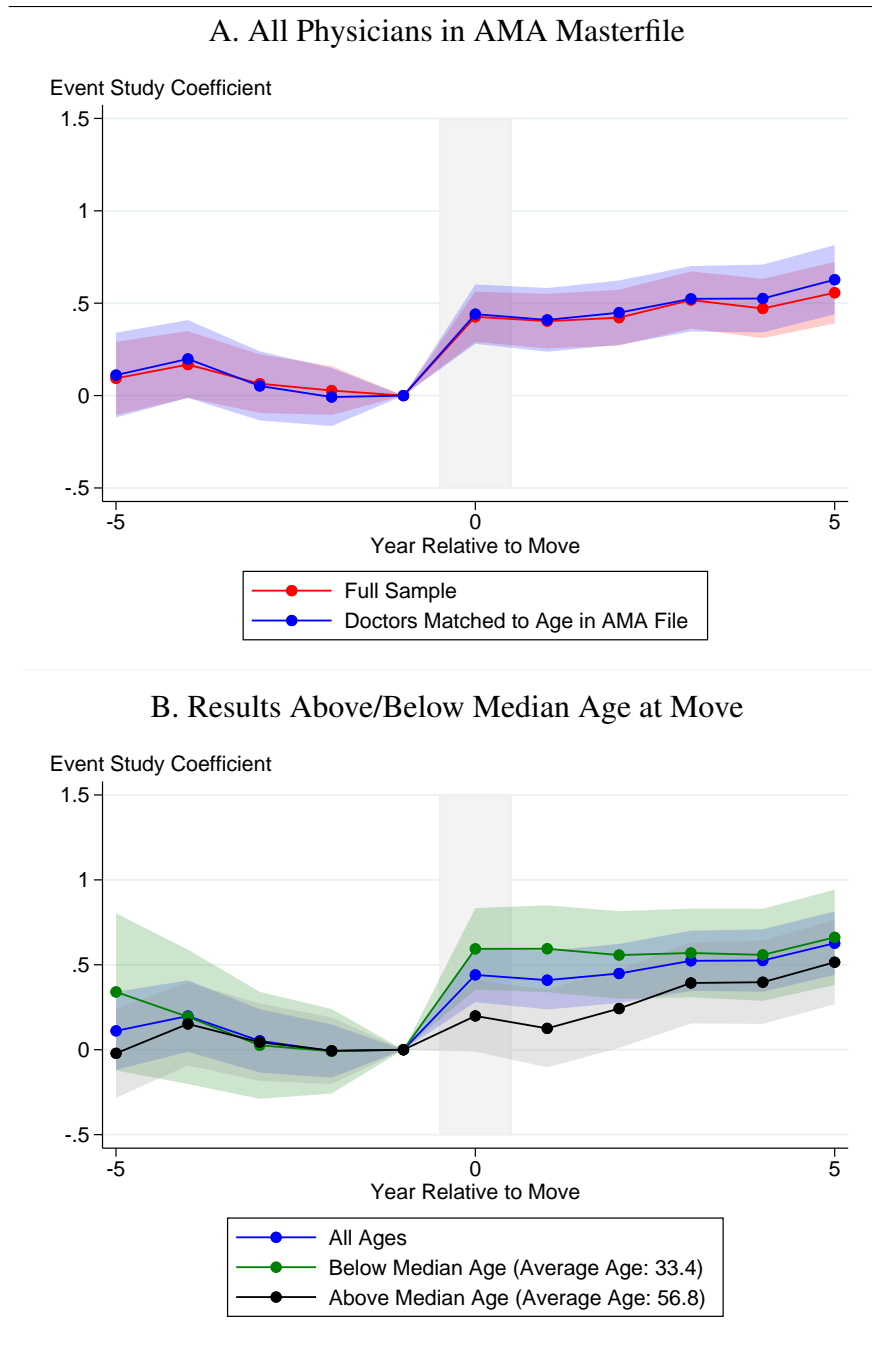 A. All Physicians in AMA Masterfile
Event Study Coefficient
1.5
1
.5
0
-.5
-5
0
5
Year Relative to Move
Full Sample
Doctors Matched to Age in AMA File
B. Results Above/Below Median Age at Move
Event Study Coefficient
1.5
1
.5
0
-.5
-5
0
5
Year Relative to Move
All Ages
Below Median Age (Average Age: 33.4)
Above Median Age (Average Age: 56.8)